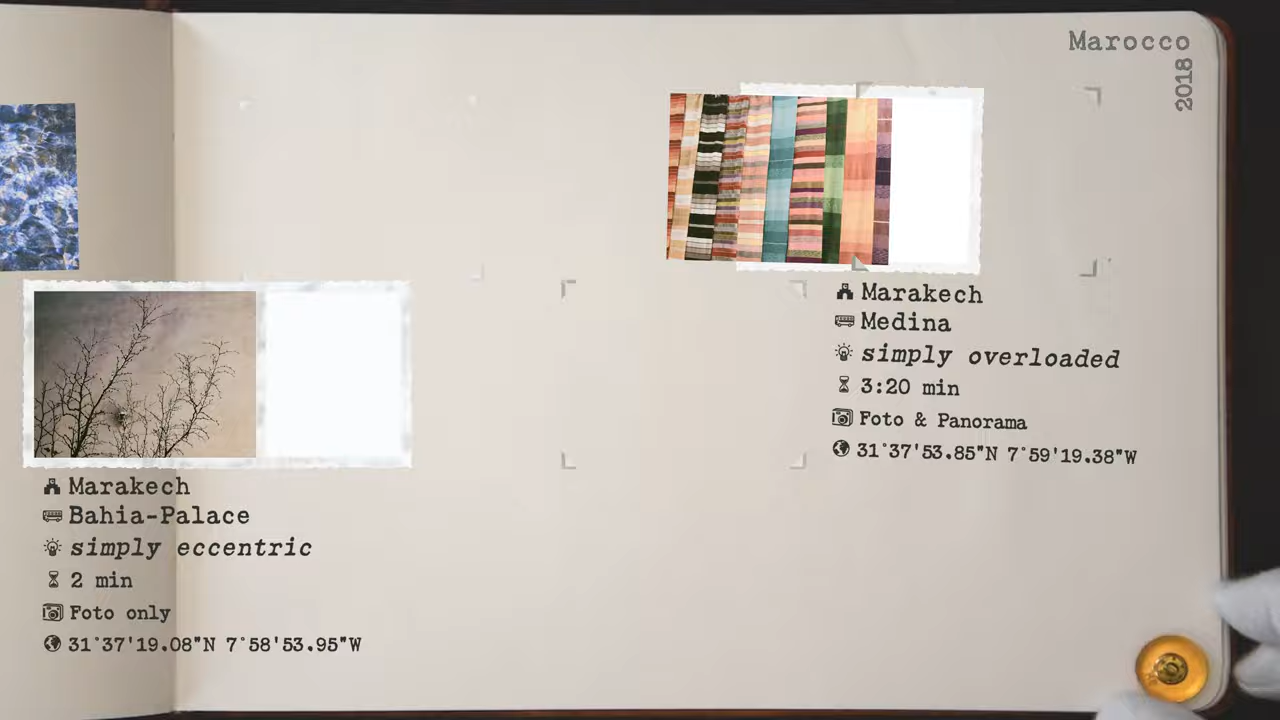 Marocco
2018
Marakech
Medina
simply overloaded
3:20 min
Foto & Panorama
31°37'53.85"N 7°59'19.38"W
Marakech
Bahia-Palace
simply eccentric
2 min
Foto only
31°37'19.08"N 7°58'53.95"W